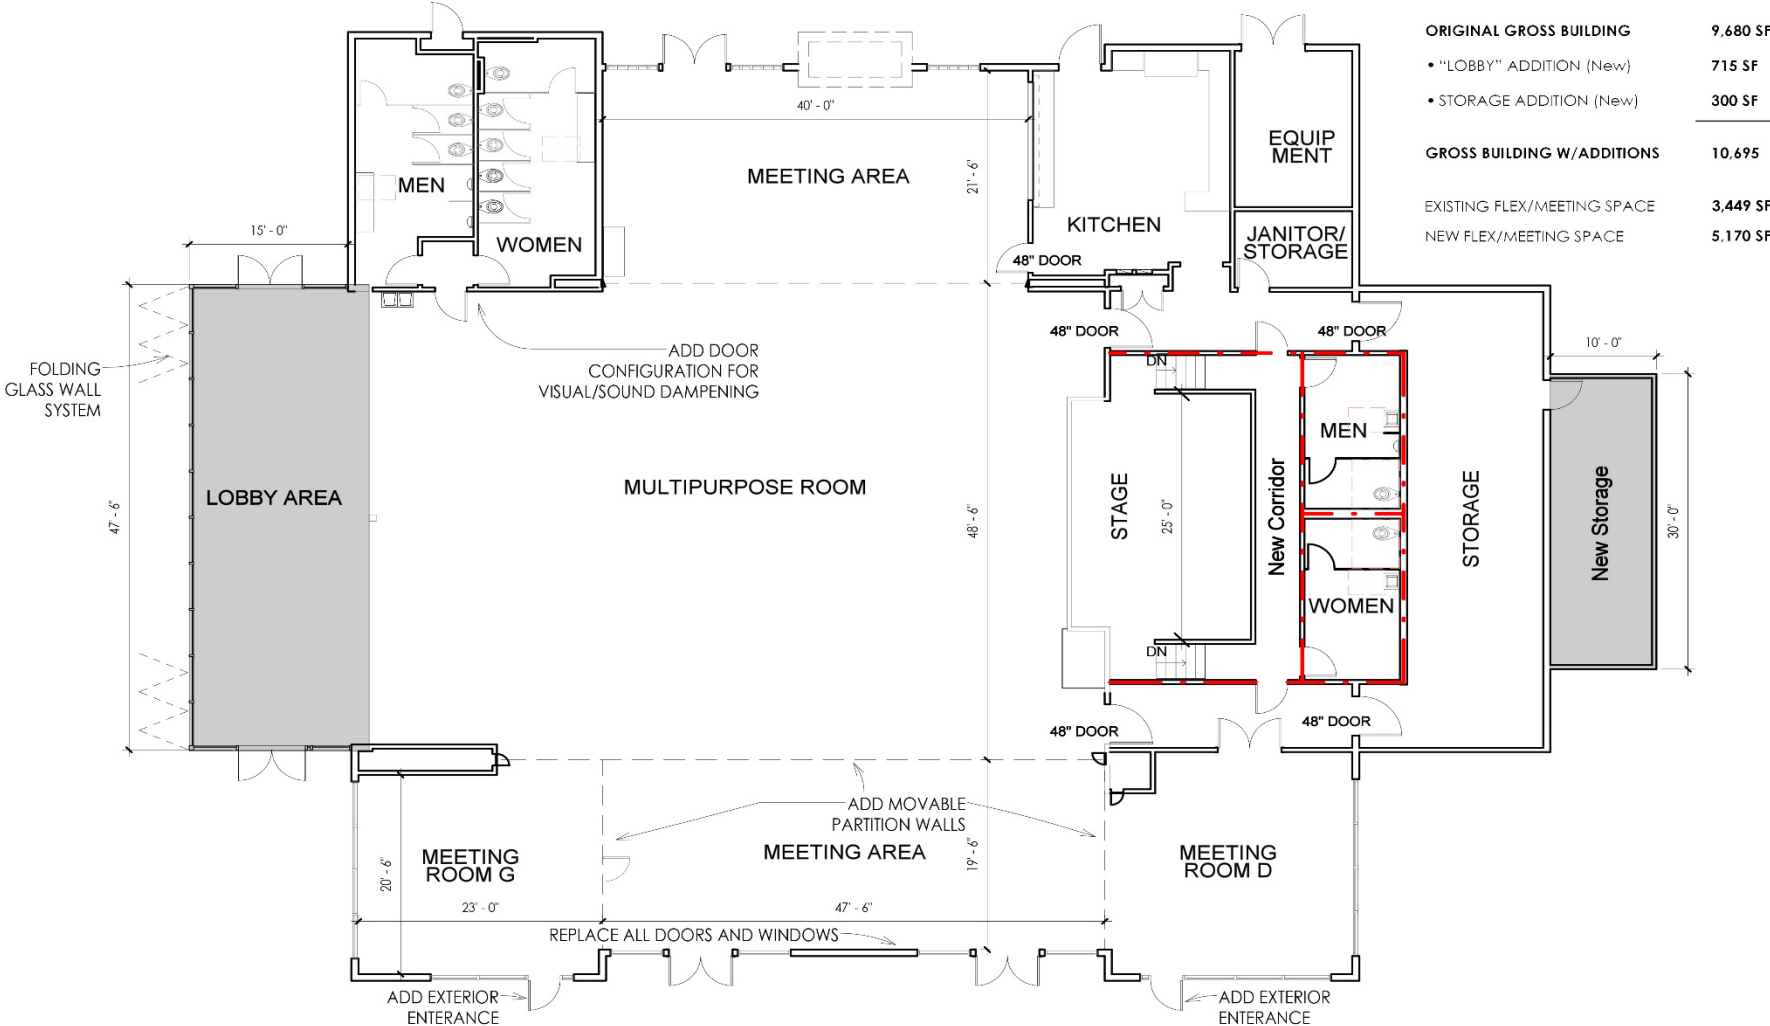 ORIGINAL GROSS BUILDING 9,680 SF
• "LOBBY" ADDITION (New) 715 SF
• STORAGE ADDITION (New) 300 SF
GROSS BUILDING W/ADDITIONS 10,695
EXISTING FLEX/MEETING SPACE 3,449 SF
NEW FLEX/MEETING SPACE 5,170 SF
40' - 0"
EQUIP
MENT
MEETING AREA
21' - 6"
MEN
WOMEN
KITCHEN
JANITOR/
STORAGE
15' - 0"
48" DOOR
48" DOOR
48" DOOR
10' - 0"
FOLDING
GLASS WALL
SYSTEM
ADD DOOR
CONFIGURATION FOR
VISUAL/SOUND DAMPENING
DN
MEN
LOBBY AREA
MULTIPURPOSE ROOM
47' - 6"
48' - 6"
STAGE
25' - 0"
New Corridor
STORAGE
New Storage
30' - 0"
WOMEN
DN
48" DOOR
48" DOOR
ADD MOVABLE
PARTITION WALLS
MEETING
ROOM G
MEETING AREA
MEETING
ROOM D
20' - 6"
19' - 6"
23' - 0"
47' - 6"
REPLACE ALL DOORS AND WINDOWS
ADD EXTERIOR
ENTRANCE
ADD EXTERIOR
ENTRANCE